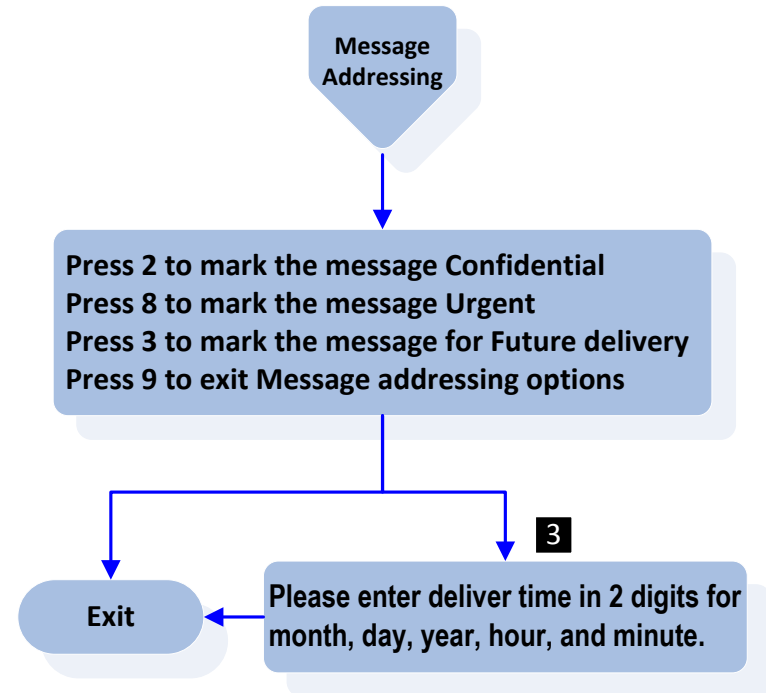 Message
Addressing
Press 2 to mark the message Confidential
Press 8 to mark the message Urgent
Press 3 to mark the message for Future delivery
Press 9 to exit Message addressing options
3
Exit
Please enter deliver time in 2 digits for
month, day, year, hour, and minute.